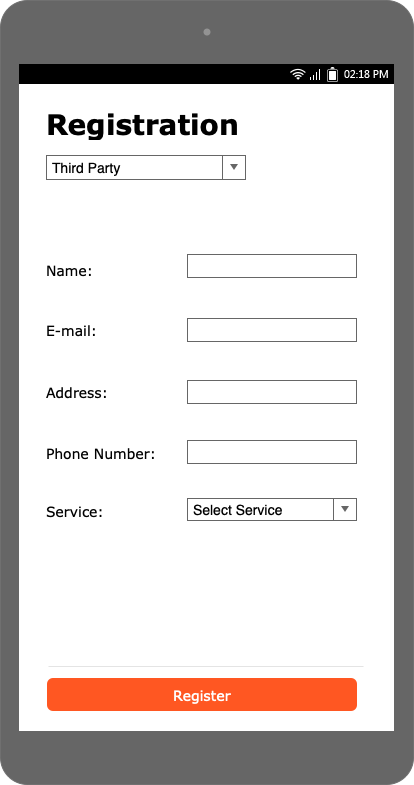 02:18 PM
Registration
Third Party
Name:
E-mail:
Address:
Phone Number:
Service:
Select Service
Register